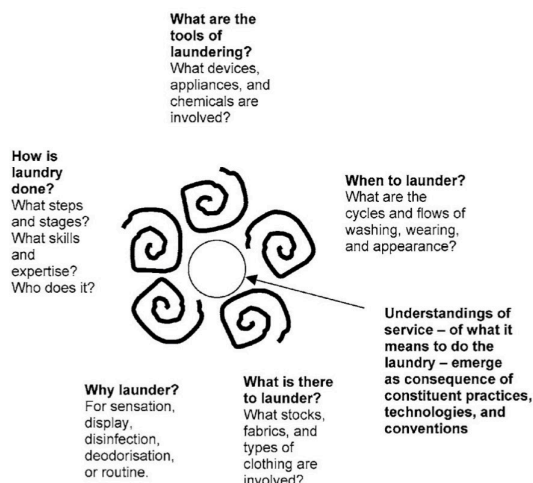 What are the
tools of
laundering?
What devices,
appliances, and
chemicals are
involved?
How is
laundry
done?
What steps
and stages?
What skills
and
expertise?
Who does it?
When to launder?
What are the
cycles and flows of
washing, wearing,
and appearance?
Understandings of
service – of what it
means to do the
laundry – emerge
as consequence of
constituent practices,
technologies, and
conventions
Why launder?
For sensation,
display,
disinfection,
deodorisation,
or routine.
What is there
to launder?
What stocks,
fabrics, and
types of
clothing are
involved?